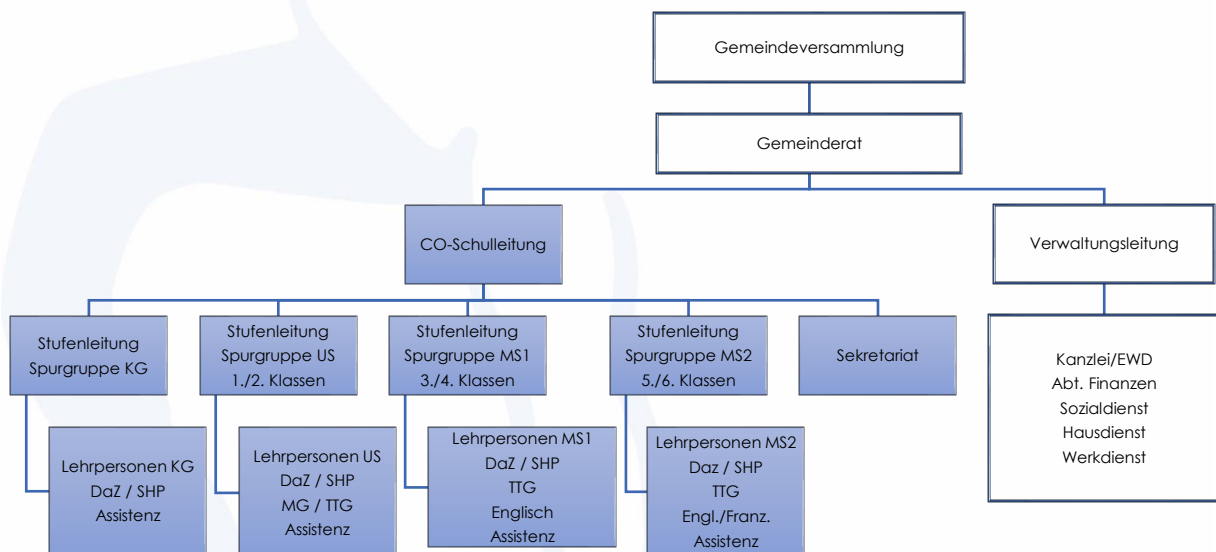 Gemeindeversammlung
Gemeinderat
CO-Schulleitung
Verwaltungsleitung
Stufenleitung
Spurgruppe KG
Stufenleitung
Spurgruppe US
1./2. Klassen
Stufenleitung
Spurgruppe MS1
3./4. Klassen
Stufenleitung
Spurgruppe MS2
5./6. Klassen
Sekretariat
Kanzlei/EWD
Abt. Finanzen
Sozialdienst
Hausdienst
Werkdienst
Lehrpersonen KG
DaZ / SHP
Assistenz
Lehrpersonen US
DaZ / SHP
MG / TTG
Assistenz
Lehrpersonen MS1
DaZ / SHP
TTG
Englisch
Assistenz
Lehrpersonen MS2
Daz / SHP
TTG
Engl./Franz.
Assistenz